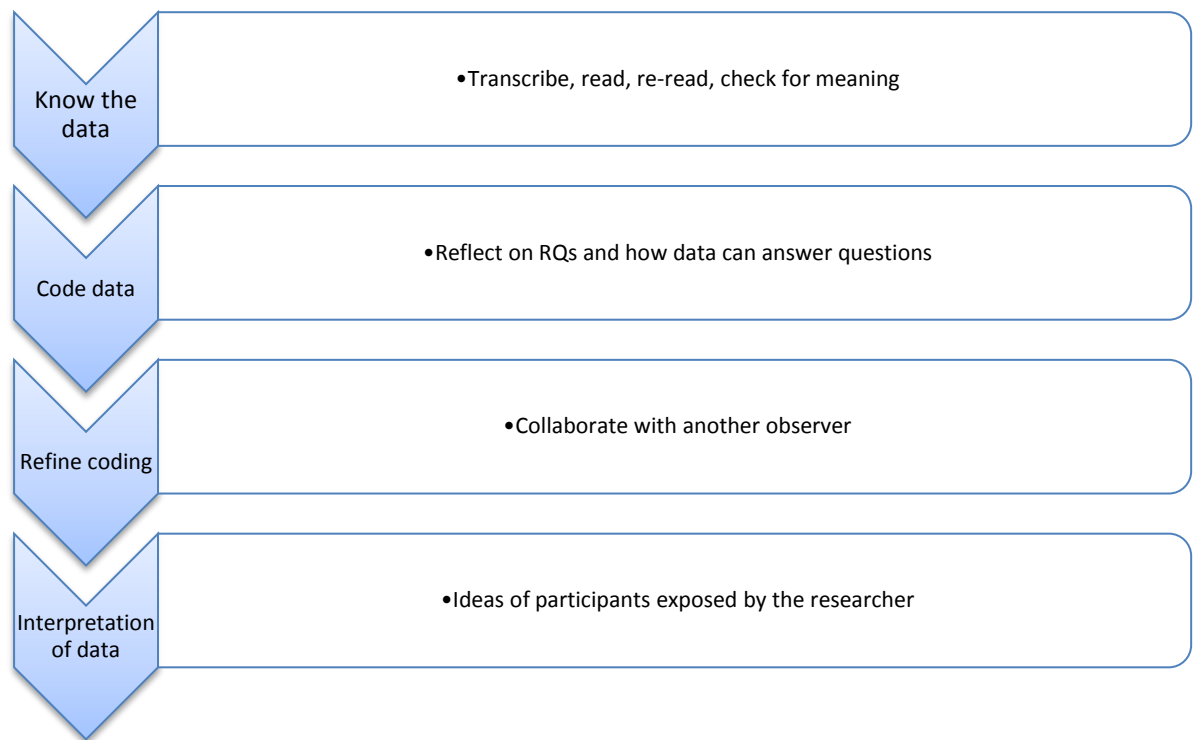 Know the
data
•Transcribe, read, re-read, check for meaning
Code data
•Reflect on RQs and how data can answer questions
Refine coding
•Collaborate with another observer
Interpretation
of data
•Ideas of participants exposed by the researcher